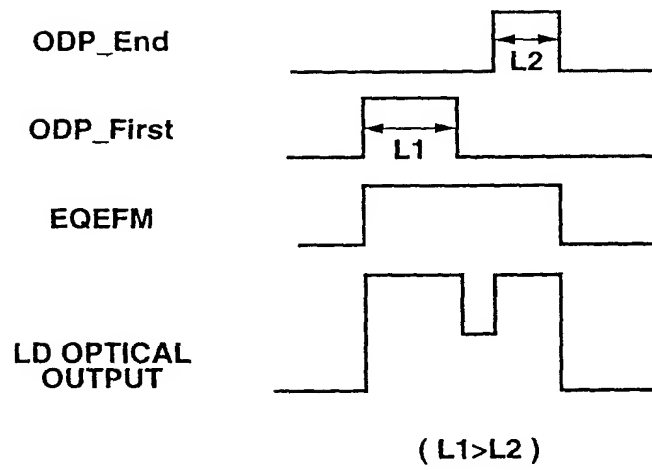 ODP_End
L2
ODP_First
L1
EQEFM
LD OPTICAL
OUTPUT
( L1>L2 )